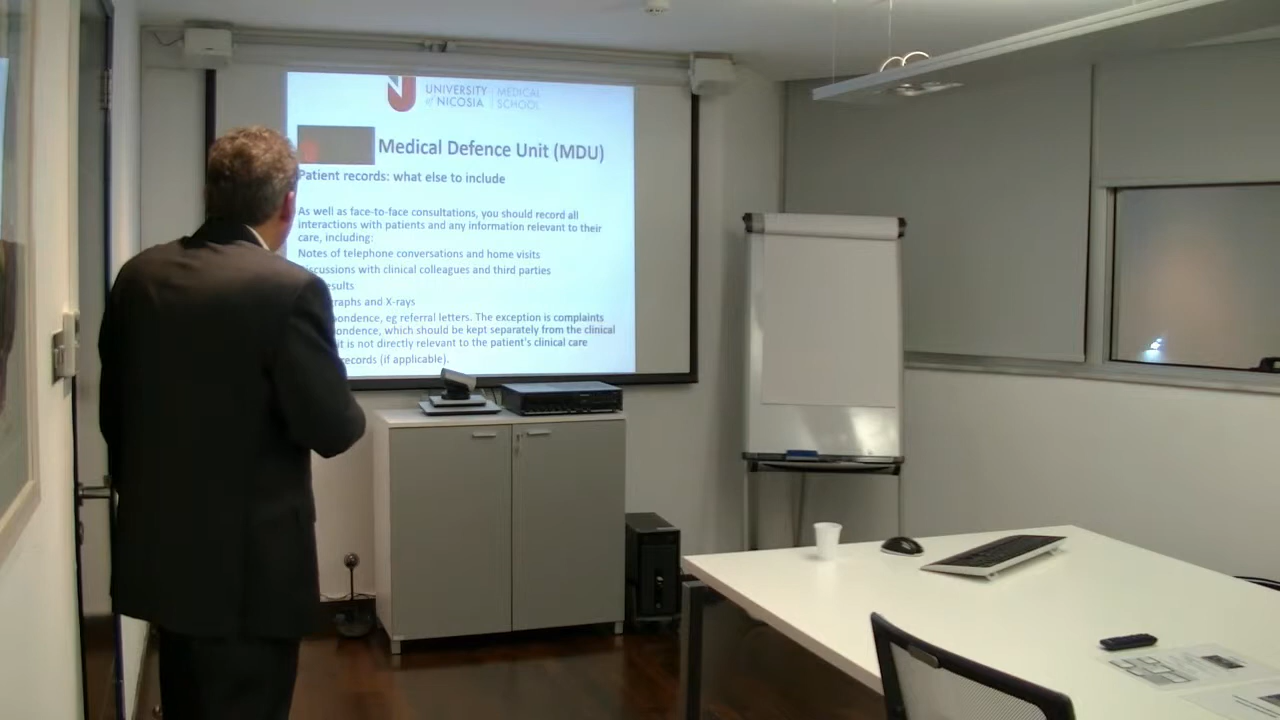 UNIVERSITY | MEDICAL
of NICOSIA | SCHOOL
Medical Defence Unit (MDU)
Patient records: what else to include
As well as face-to-face consultations, you should record all
interactions with patients and any information relevant to their
care, including:
Notes of telephone conversations and home visits
iscussions with clinical colleagues and third parties
esults
graphs and X-rays
pondence, eg referral letters. The exception is complaints
pondence, which should be kept separately from the clinical
it is not directly relevant to the patient's clinical care
records (if applicable).